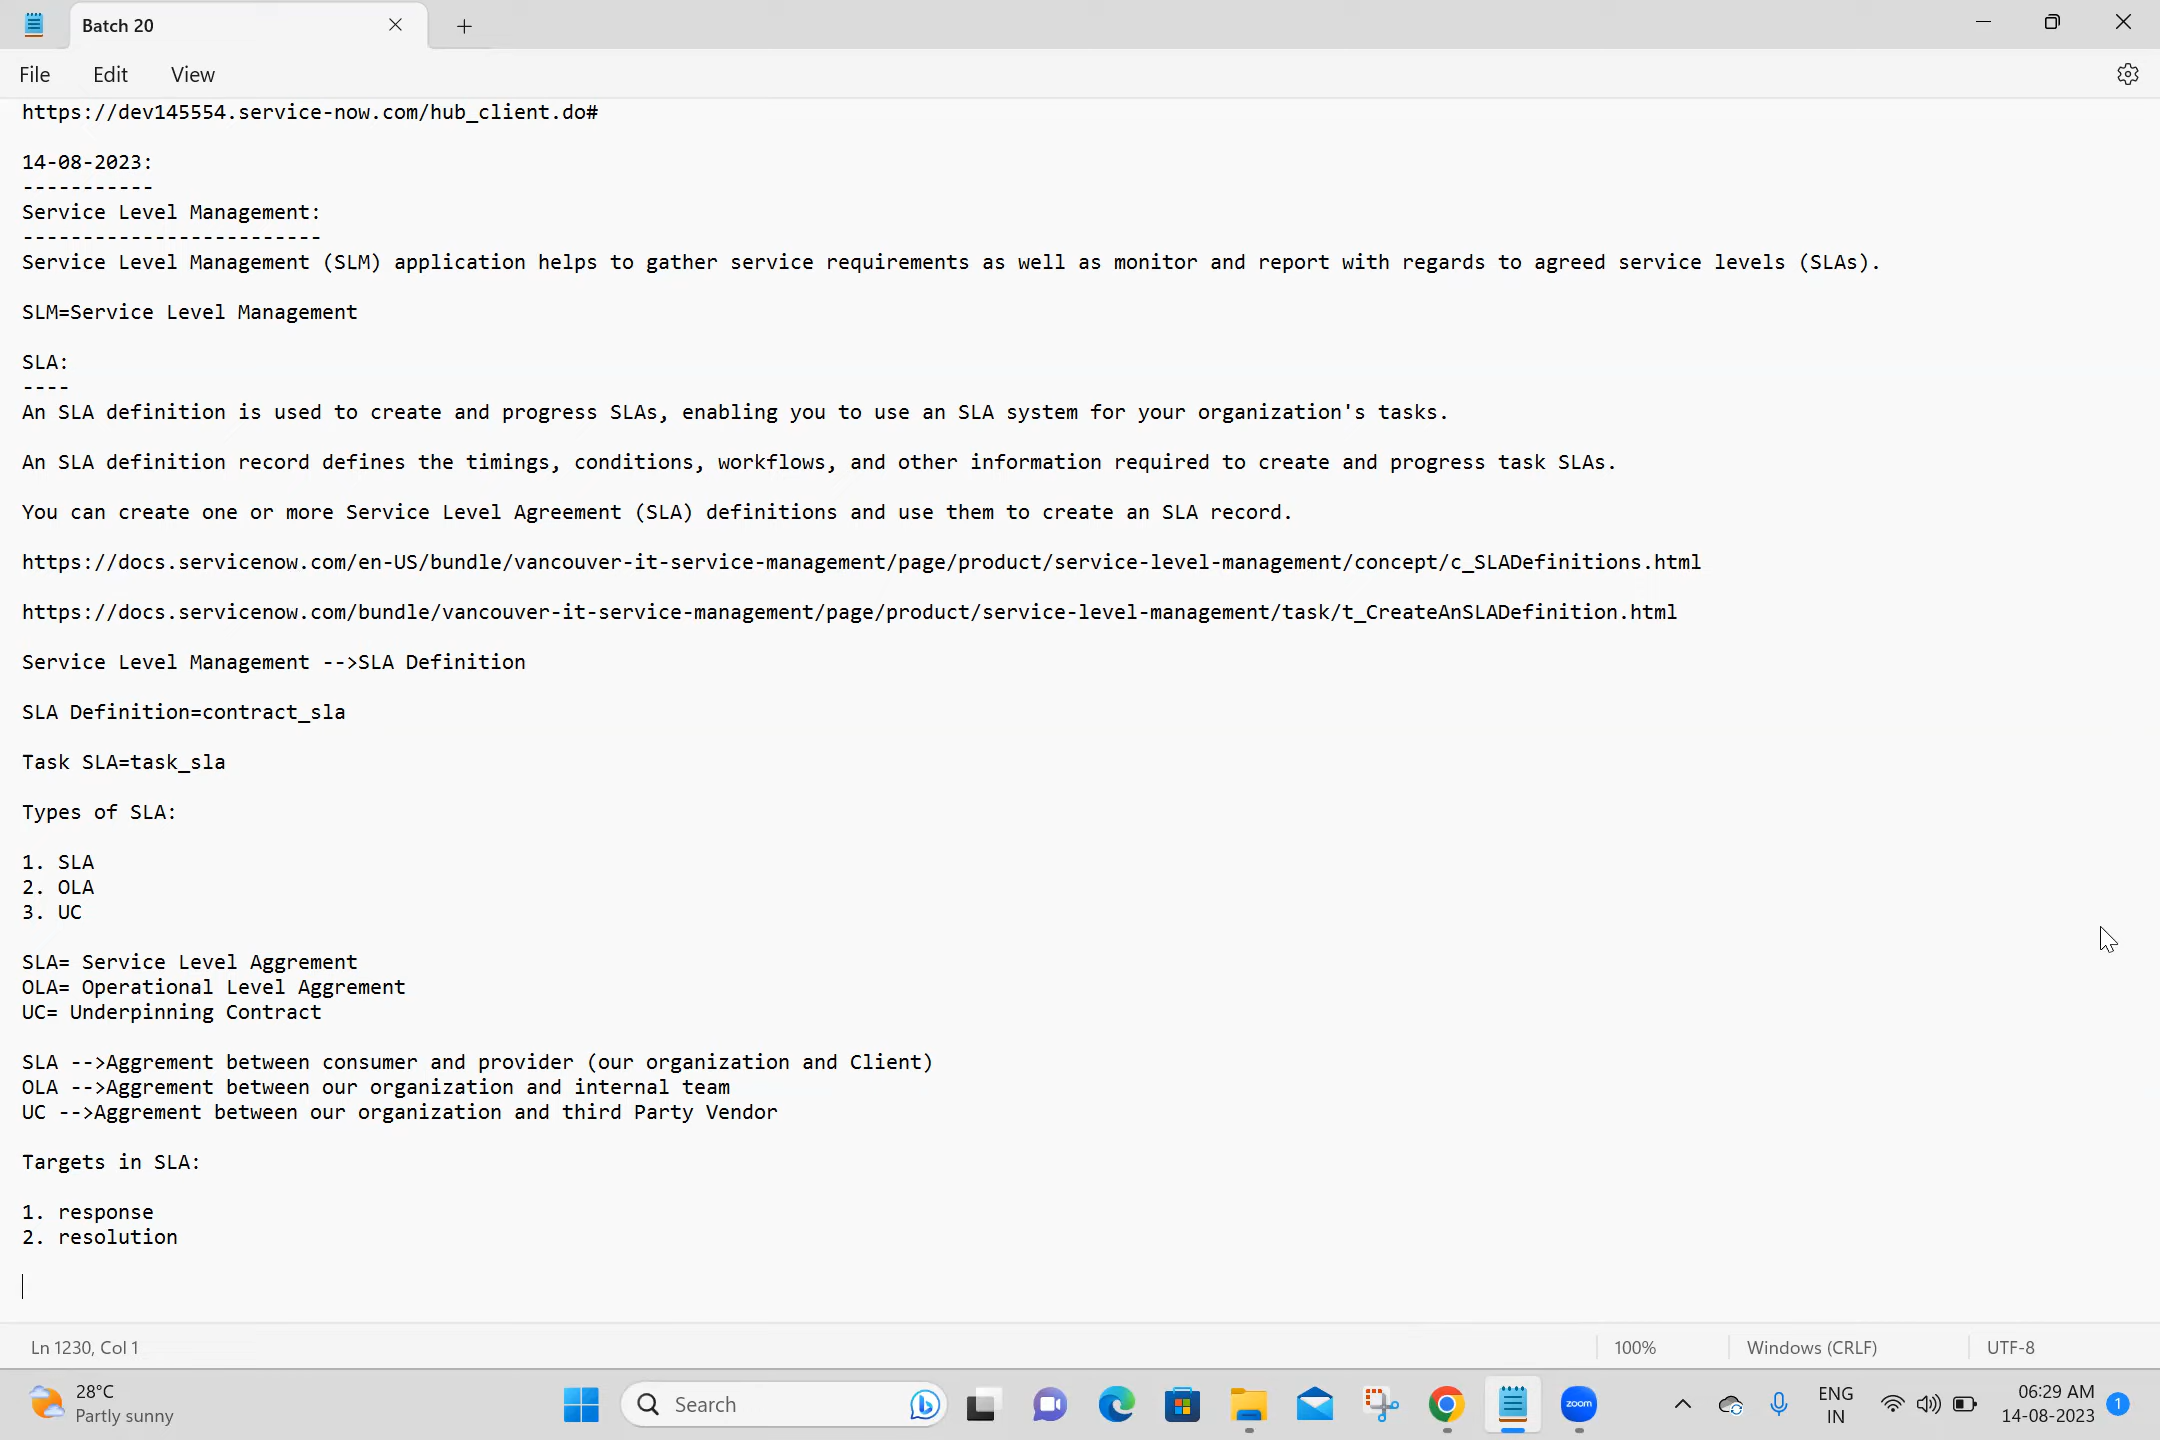 Batch 20
File Edit View
https://dev145554.service-now.com/hub_client.do#
14-08-2023:
-----------
Service Level Management:
-------------------------
Service Level Management (SLM) application helps to gather service requirements as well as monitor and report with regards to agreed service levels (SLAs).
SLM=Service Level Management
SLA:
----
An SLA definition is used to create and progress SLAs, enabling you to use an SLA system for your organization's tasks.
An SLA definition record defines the timings, conditions, workflows, and other information required to create and progress task SLAs.
You can create one or more Service Level Agreement (SLA) definitions and use them to create an SLA record.
https://docs.servicenow.com/en-US/bundle/vancouver-it-service-management/page/product/service-level-management/concept/c_SLADefinitions.html
https://docs.servicenow.com/bundle/vancouver-it-service-management/page/product/service-level-management/task/t_CreateAnSLADefinition.html
Service Level Management -->SLA Definition
SLA Definition=contract_sla
Task SLA=task_sla
Types of SLA:
1. SLA
2. OLA
3. UC
SLA= Service Level Aggrement
OLA= Operational Level Aggrement
UC= Underpinning Contract
SLA -->Aggrement between consumer and provider (our organization and Client)
OLA -->Aggrement between our organization and internal team
UC -->Aggrement between our organization and third Party Vendor
Targets in SLA:
1. response
2. resolution
Ln 1230, Col 1 100% Windows (CRLF) UTF-8
28°C
Partly sunny
Search
zoom
ENG
IN
06:29 AM
14-08-2023
1